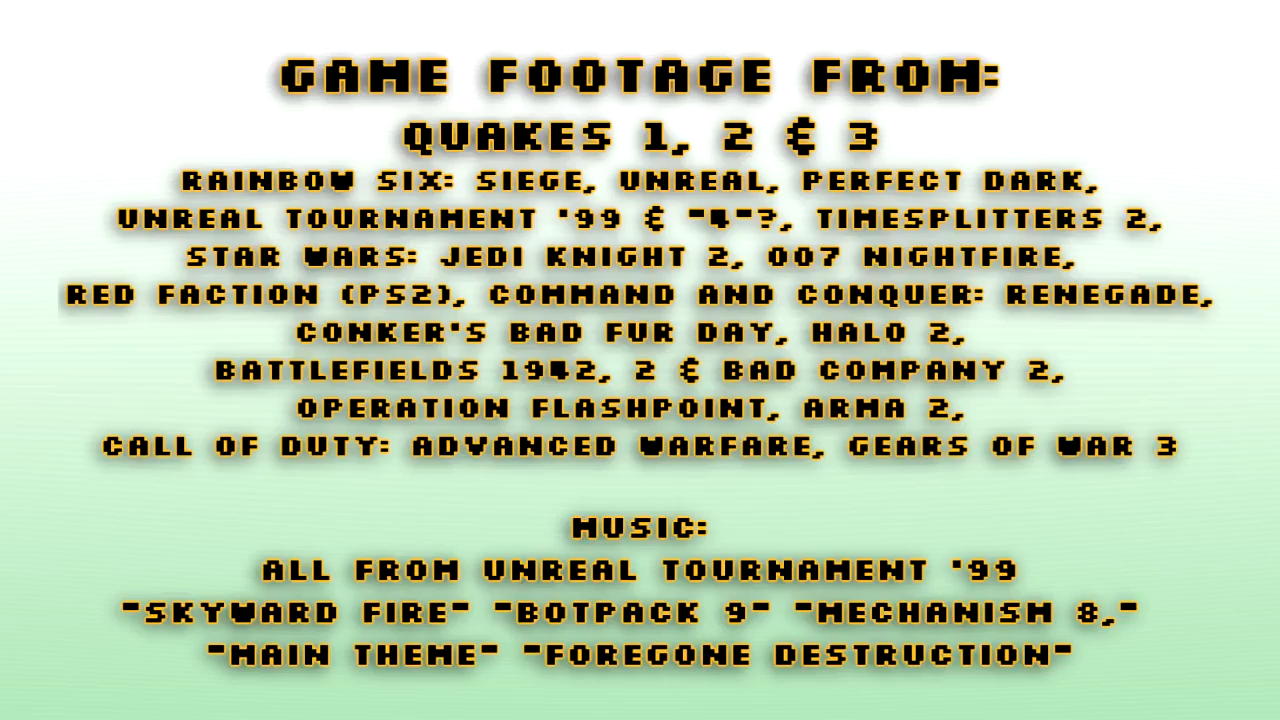 GAME FOOTAGE FROM:
QUAKES 1, 2 & 3
RAINBOW SIX: SIEGE, UNREAL, PERFECT DARK,
UNREAL TOURNAMENT '99 & "4"?, TIMESPLITTERS 2,
STAR WARS: JEDI KNIGHT 2, 007 NIGHTFIRE,
RED FACTION (PS2), COMMAND AND CONQUER: RENEGADE,
CONKER'S BAD FUR DAY, HALO 2,
BATTLEFIELDS 1942, 2 & BAD COMPANY 2,
OPERATION FLASHPOINT, ARMA 2,
CALL OF DUTY: ADVANCED WARFARE, GEARS OF WAR 3
MUSIC:
ALL FROM UNREAL TOURNAMENT '99
"SKYWARD FIRE" "BOTPACK 9" "MECHANISM 8,"
"MAIN THEME" "FOREGONE DESTRUCTION"